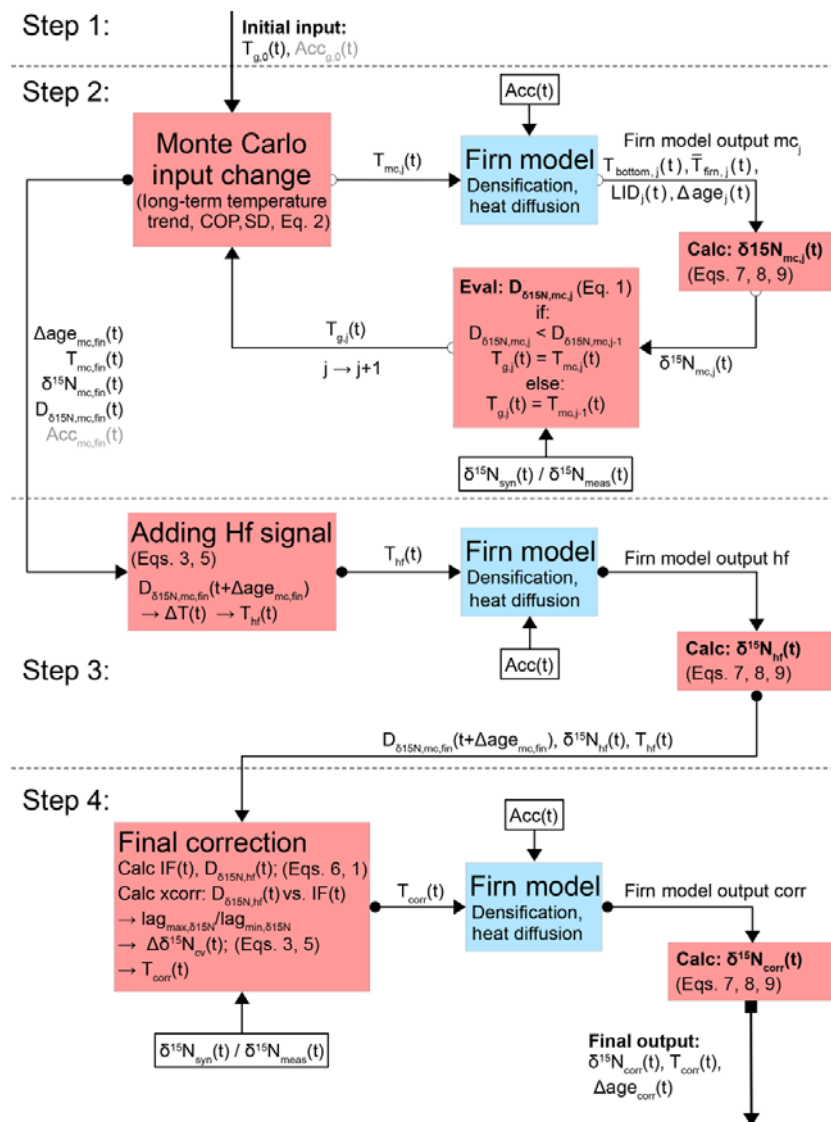 Step 1:
Initial input:
T_g,0(t), Acc_g,0(t)
Step 2:
Monte Carlo
input change
(long-term temperature
trend, COP,SD, Eq. 2)
T_mc,j(t)
Acc(t)
Firn model
Densification,
heat diffusion
Firn model output mc_j
T_bottom, j(t), T̅_firn, j(t),
LID_j(t), Δage_j(t)
Calc: δ15N_mc,j(t)
(Eqs. 7, 8, 9)
δ¹⁵N_mc,j(t)
Eval: D_δ15N,mc,j (Eq. 1)
if:
D_δ15N,mc,j < D_δ15N,mc,j-1
T_g,j(t) = T_mc,j(t)
else:
T_g,j(t) = T_mc,j-1(t)
δ¹⁵N_syn(t) / δ¹⁵N_meas(t)
T_g,j(t)
j → j+1
Δage_mc,fin(t)
T_mc,fin(t)
δ¹⁵N_mc,fin(t)
D_δ15N,mc,fin(t)
Acc_mc,fin(t)
Step 3:
Adding Hf signal
(Eqs. 3, 5)
D_δ15N,mc,fin(t+Δage_mc,fin)
→ ΔT(t) → T_hf(t)
T_hf(t)
Firn model
Densification,
heat diffusion
Acc(t)
Firn model output hf
Calc: δ¹⁵N_hf(t)
(Eqs. 7, 8, 9)
D_δ15N,mc,fin(t+Δage_mc,fin), δ¹⁵N_hf(t), T_hf(t)
Step 4:
Final correction
Calc IF(t), D_δ15N,hf(t); (Eqs. 6, 1)
Calc xcorr: D_δ15N,hf(t) vs. IF(t)
→ lag_max,δ15N/lag_min,δ15N
→ Δδ¹⁵N_cv(t); (Eqs. 3, 5)
→ T_corr(t)
δ¹⁵N_syn(t) / δ¹⁵N_meas(t)
T_corr(t)
Acc(t)
Firn model
Densification,
heat diffusion
Firn model output corr
Calc: δ¹⁵N_corr(t)
(Eqs. 7, 8, 9)
Final output:
δ¹⁵N_corr(t), T_corr(t),
Δage_corr(t)